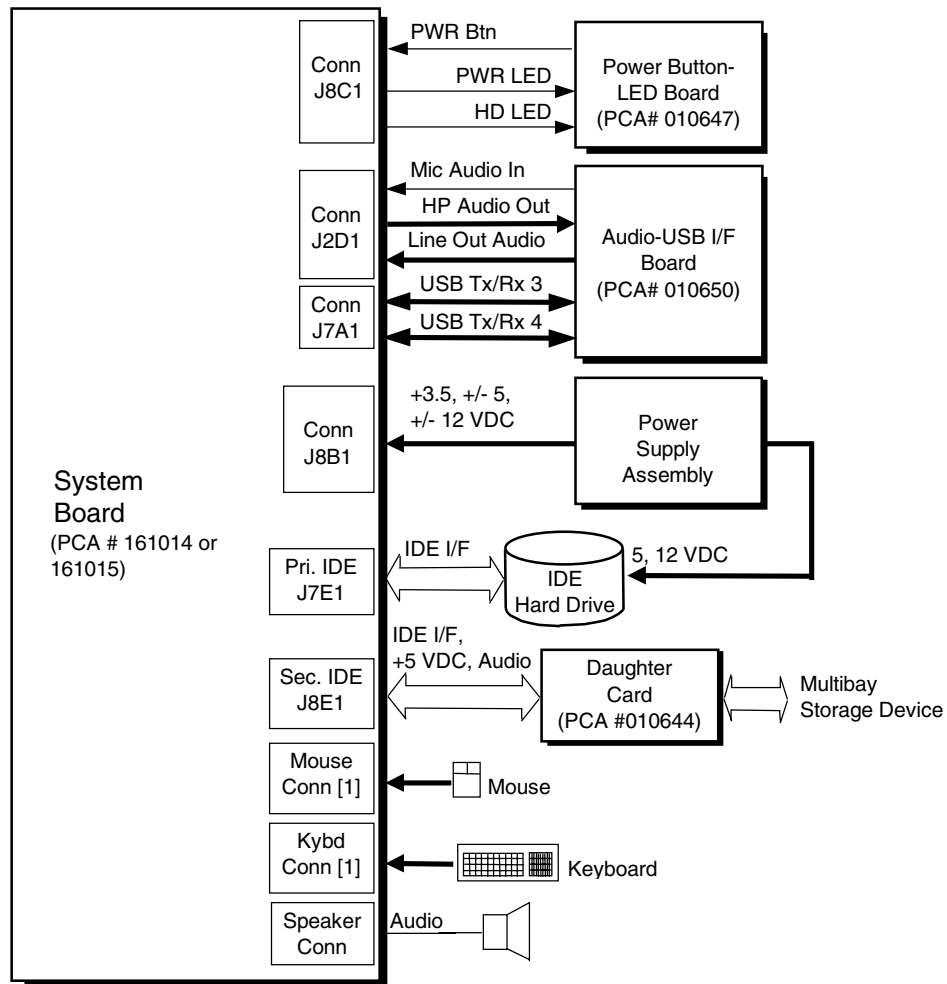 PWR Btn
Conn
J8C1
PWR LED
HD LED
Power Button-
LED Board
(PCA# 010647)
Mic Audio In
HP Audio Out
Conn
J2D1
Line Out Audio
Audio-USB I/F
Board
(PCA# 010650)
USB Tx/Rx 3
Conn
J7A1
USB Tx/Rx 4
+3.5, +/- 5,
+/- 12 VDC
Conn
J8B1
Power
Supply
Assembly
System
Board
(PCA # 161014 or
161015)
Pri. IDE
J7E1
IDE I/F
IDE
Hard Drive
5, 12 VDC
IDE I/F,
+5 VDC, Audio
Sec. IDE
J8E1
Daughter
Card
(PCA #010644)
Multibay
Storage Device
Mouse
Conn [1]
Mouse
Kybd
Conn [1]
Keyboard
Speaker
Conn
Audio